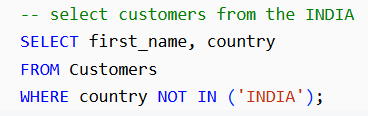 -- select customers from the INDIA
SELECT first_name, country
FROM Customers
WHERE country NOT IN ('INDIA');